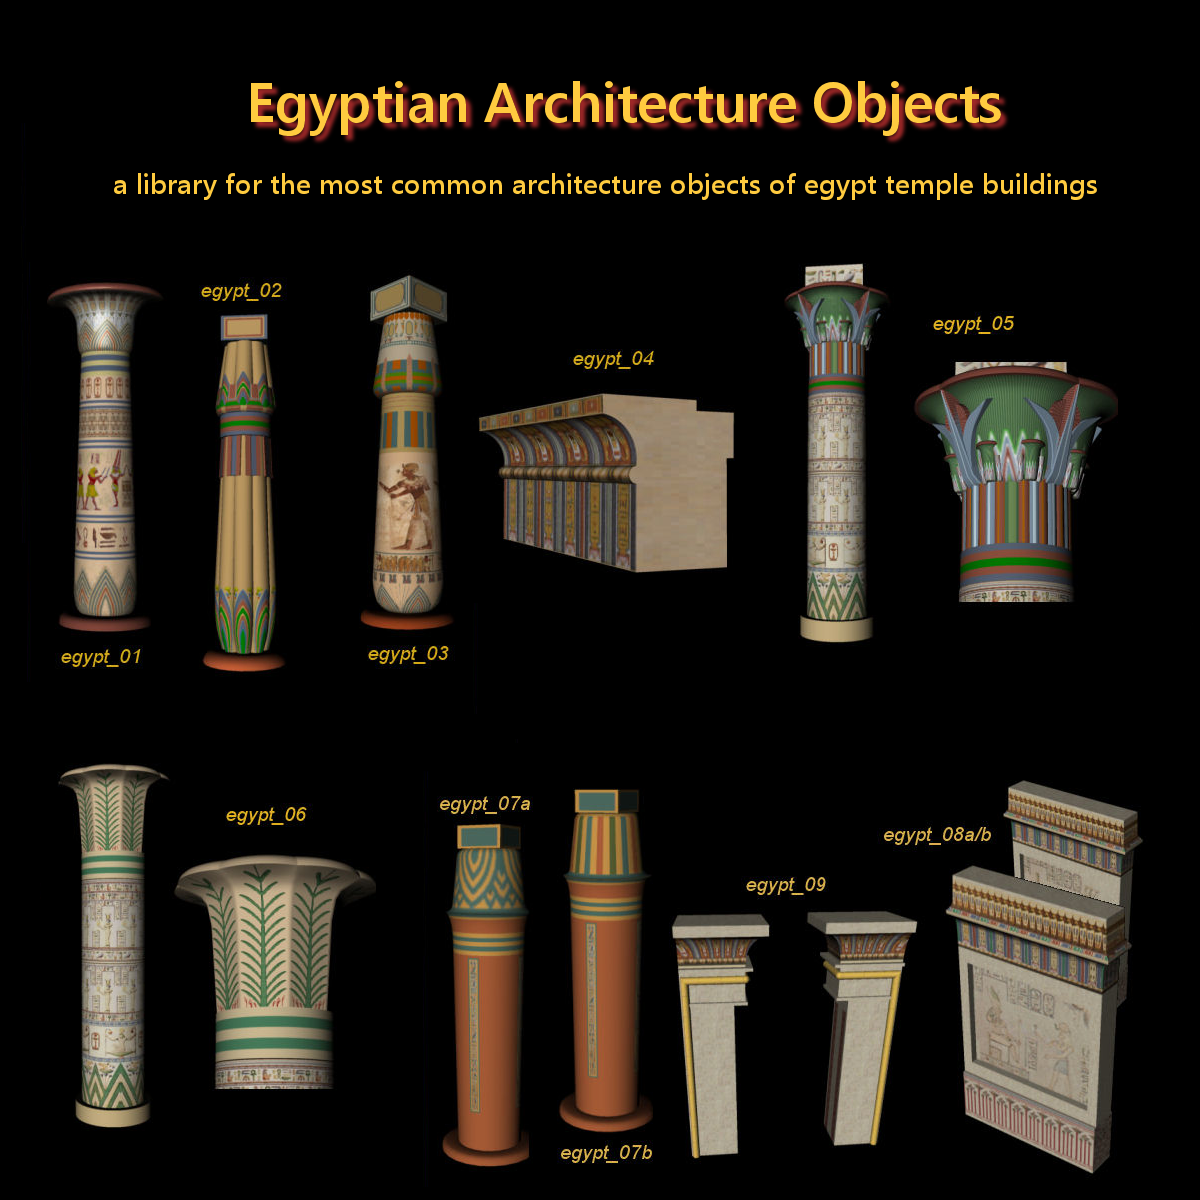 Egyptian Architecture Objects
a library for the most common architecture objects of egypt temple buildings
egypt_02
egypt_05
egypt_04
egypt_01
egypt_03
egypt_07a
egypt_06
egypt_08a/b
egypt_09
egypt_07b